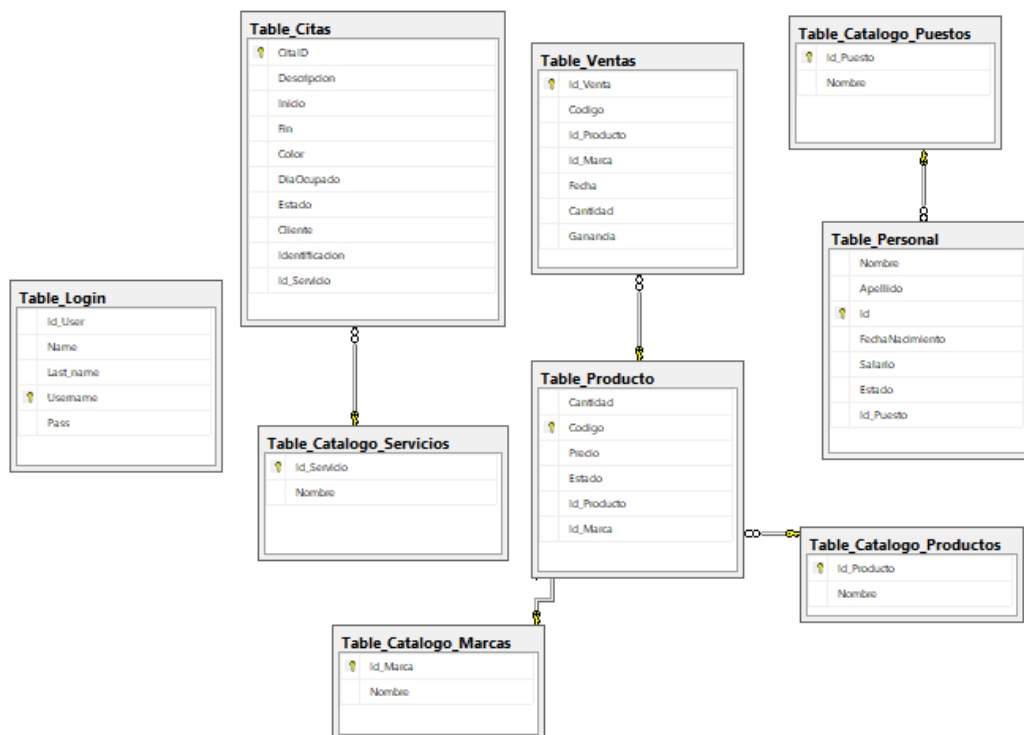 Table_Citas
CitaID
Descripcion
Inicio
Fin
Color
DiaOcupado
Estado
Cliente
Identificacion
Id_Servicio
Table_Ventas
Id_Venta
Codigo
Id_Producto
Id_Marca
Fecha
Cantidad
Ganancia
Table_Catalogo_Puestos
Id_Puesto
Nombre
Table_Personal
Nombre
Apellido
Id
FechaNacimiento
Salario
Estado
Id_Puesto
Table_Login
Id_User
Name
Last_name
Username
Pass
Table_Catalogo_Servicios
Id_Servicio
Nombre
Table_Producto
Cantidad
Codigo
Precio
Estado
Id_Producto
Id_Marca
Table_Catalogo_Productos
Id_Producto
Nombre
Table_Catalogo_Marcas
Id_Marca
Nombre